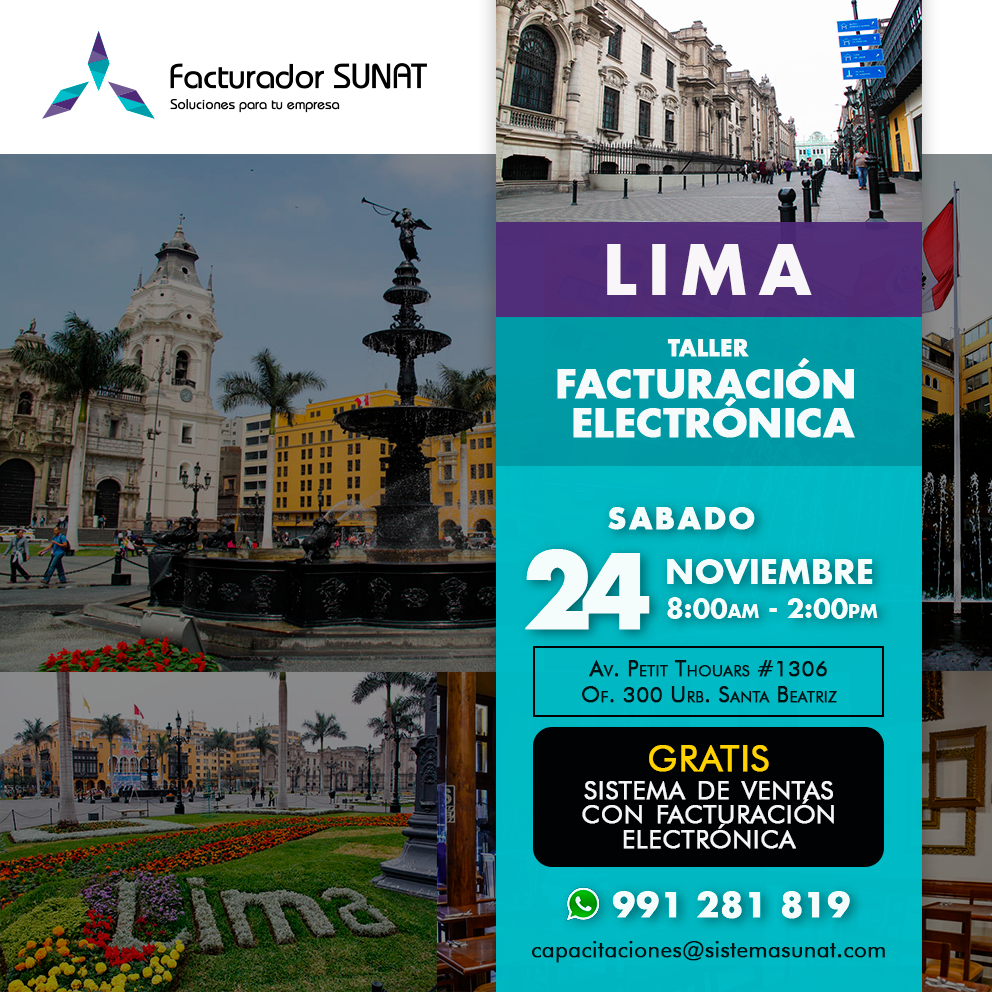 Facturador SUNAT
Soluciones para tu empresa
LIMA
TALLER
FACTURACIÓN
ELECTRÓNICA
SABADO
24 NOVIEMBRE
8:00AM - 2:00PM
AV. PETIT THOUARS #1306
OF. 300 URB. SANTA BEATRIZ
GRATIS
SISTEMA DE VENTAS
CON FACTURACIÓN
ELECTRÓNICA
991 281 819
capacitaciones@sistemasunat.com
Lima